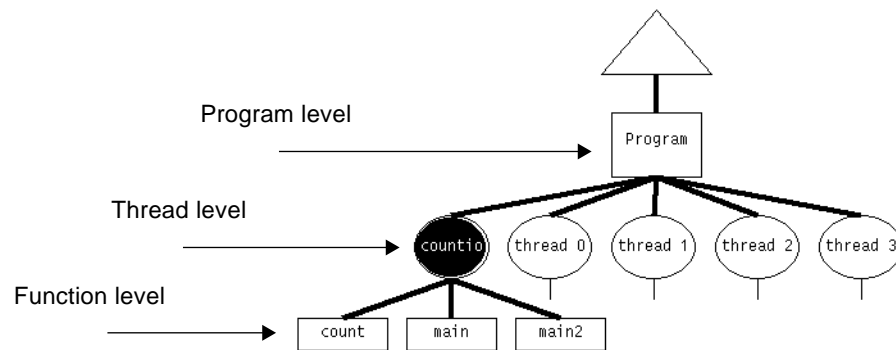 Program level
Program
Thread level
countio
thread 0
thread 1
thread 2
thread 3
Function level
count
main
main2